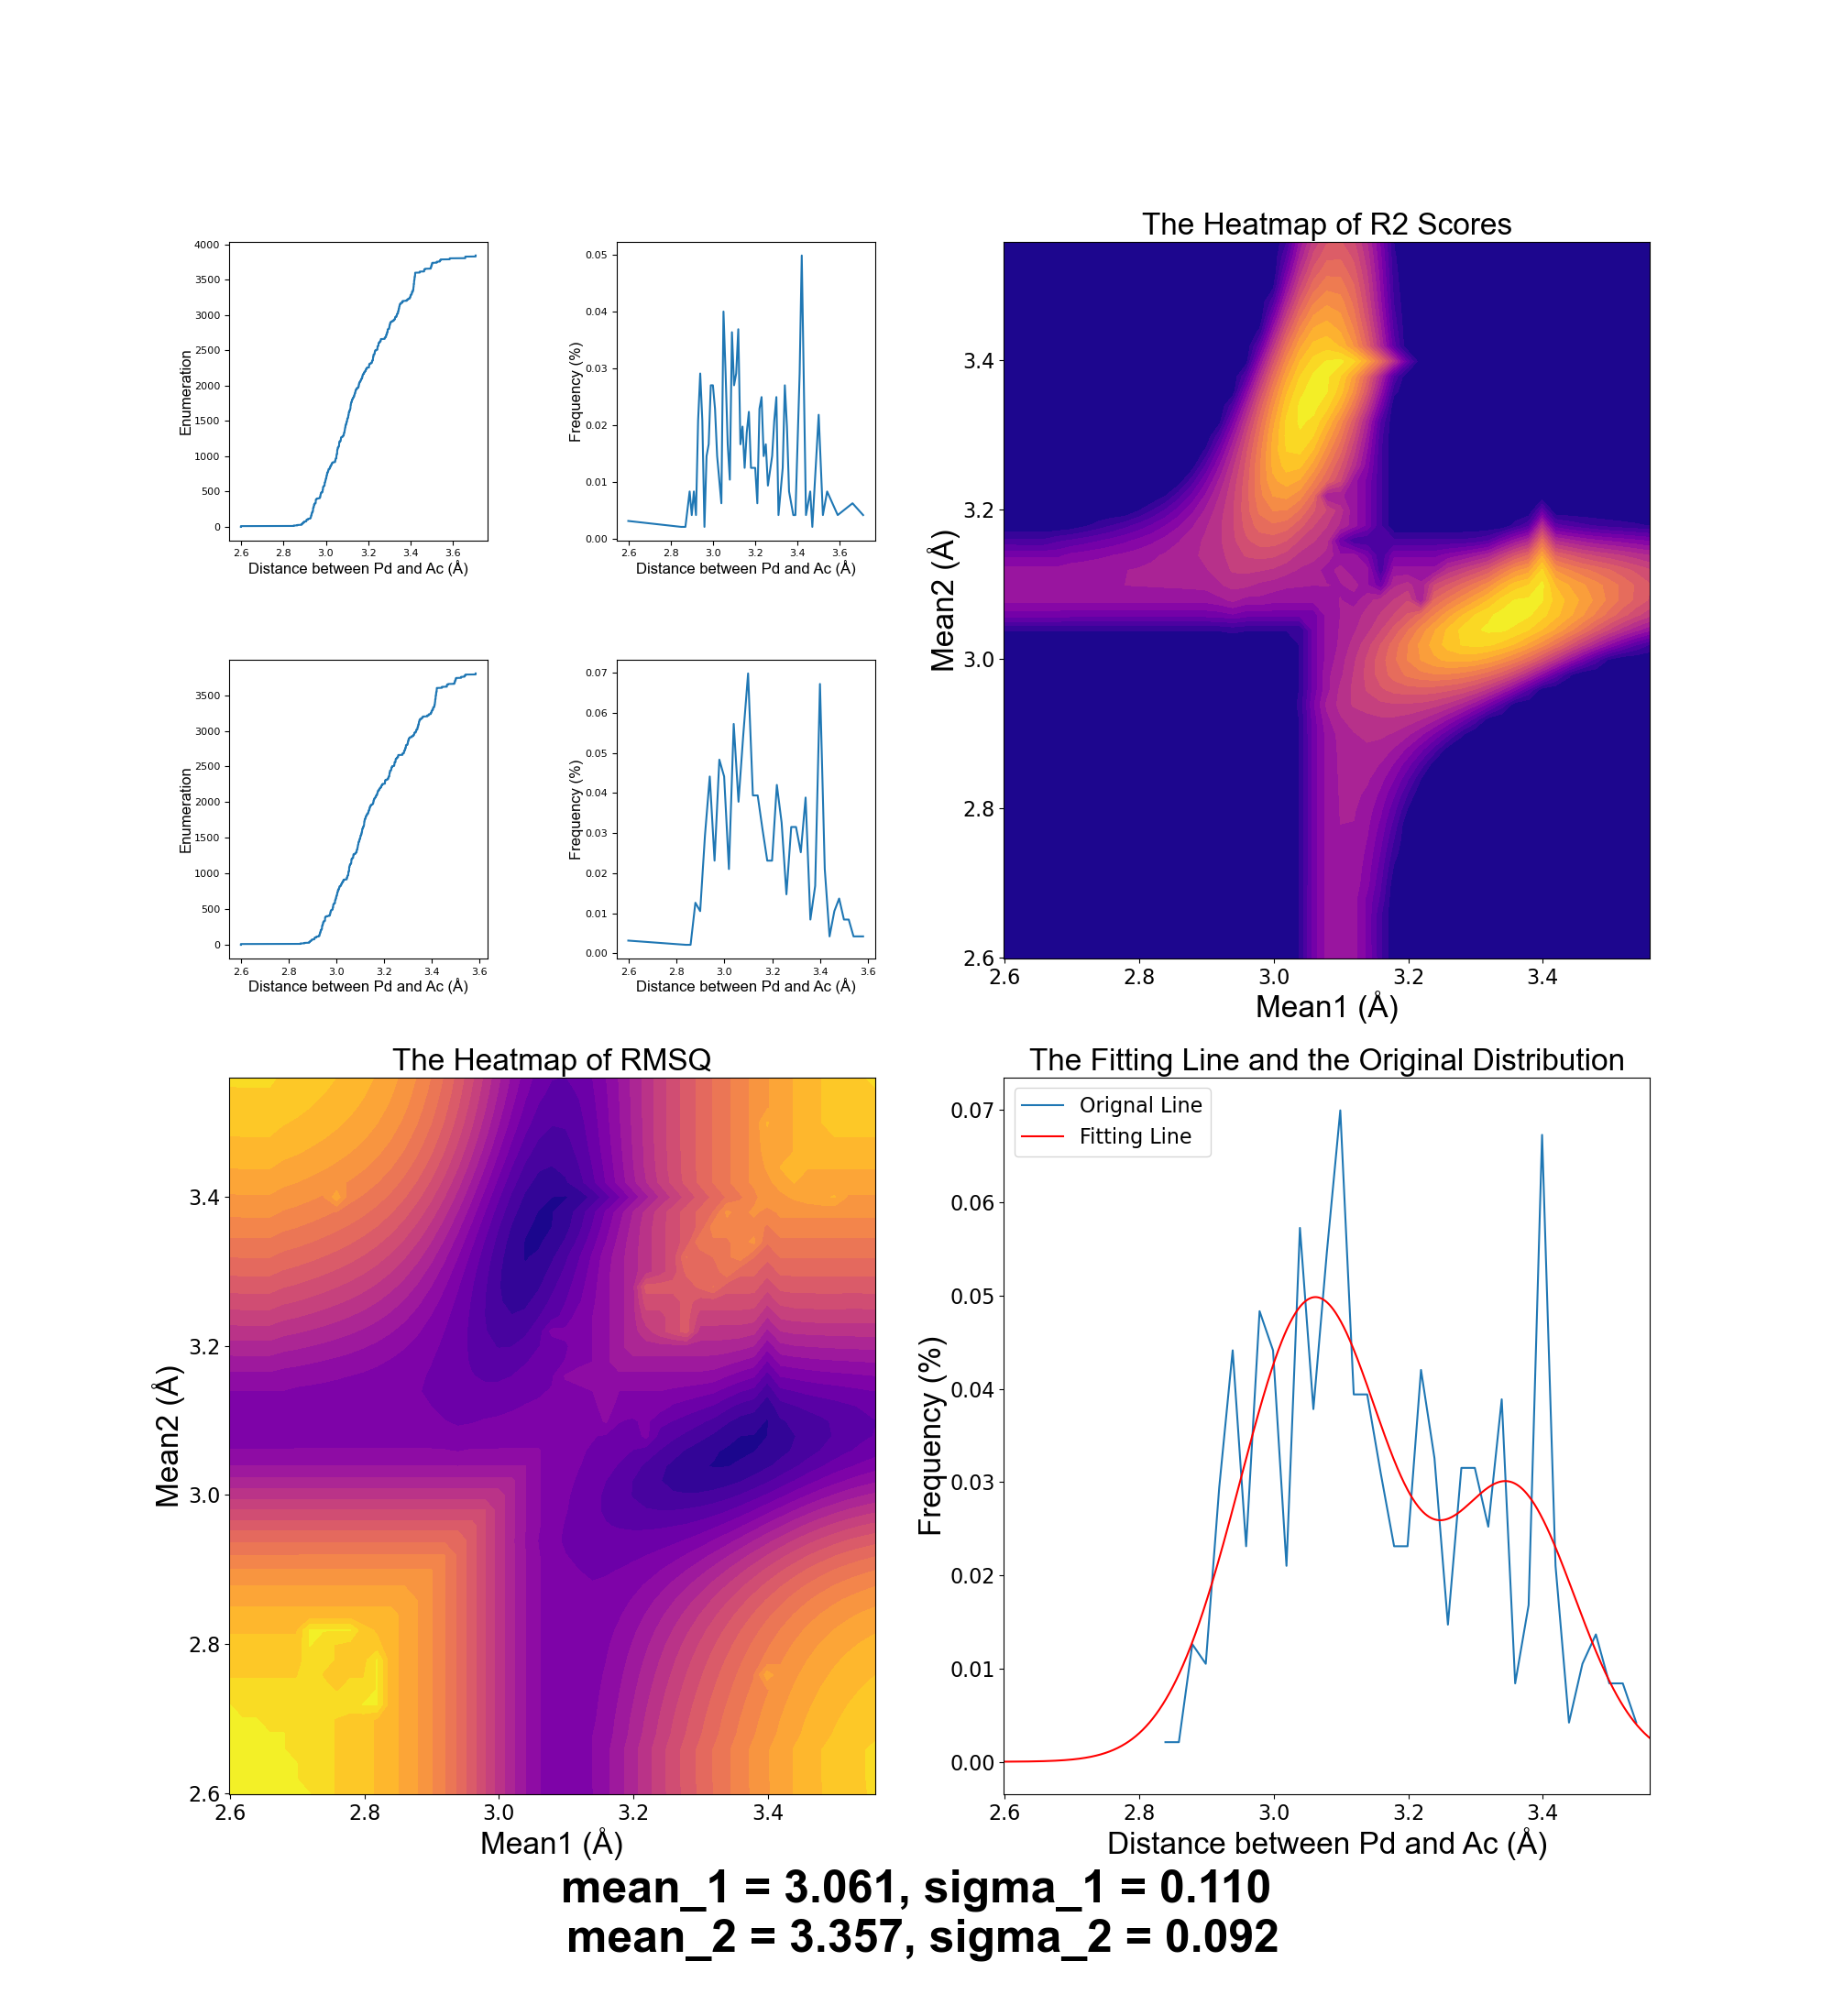 4000
3500
3000
2500
2000
1500
1000
500
0
Enumeration
2.6 2.8 3.0 3.2 3.4 3.6
Distance between Pd and Ac (Å)
0.05
0.04
0.03
0.02
0.01
0.00
Frequency (%)
2.6 2.8 3.0 3.2 3.4 3.6
Distance between Pd and Ac (Å)
The Heatmap of R2 Scores
3.4
3.2
3.0
2.8
2.6
Mean2 (Å)
2.6 2.8 3.0 3.2 3.4
Mean1 (Å)
3500
3000
2500
2000
1500
1000
500
0
Enumeration
2.6 2.8 3.0 3.2 3.4 3.6
Distance between Pd and Ac (Å)
0.07
0.06
0.05
0.04
0.03
0.02
0.01
0.00
Frequency (%)
2.6 2.8 3.0 3.2 3.4 3.6
Distance between Pd and Ac (Å)
The Heatmap of RMSQ
3.4
3.2
3.0
2.8
2.6
Mean2 (Å)
2.6 2.8 3.0 3.2 3.4
Mean1 (Å)
The Fitting Line and the Original Distribution
Orignal Line
Fitting Line
0.07
0.06
0.05
0.04
0.03
0.02
0.01
0.00
Frequency (%)
2.6 2.8 3.0 3.2 3.4
Distance between Pd and Ac (Å)
mean_1 = 3.061, sigma_1 = 0.110
mean_2 = 3.357, sigma_2 = 0.092